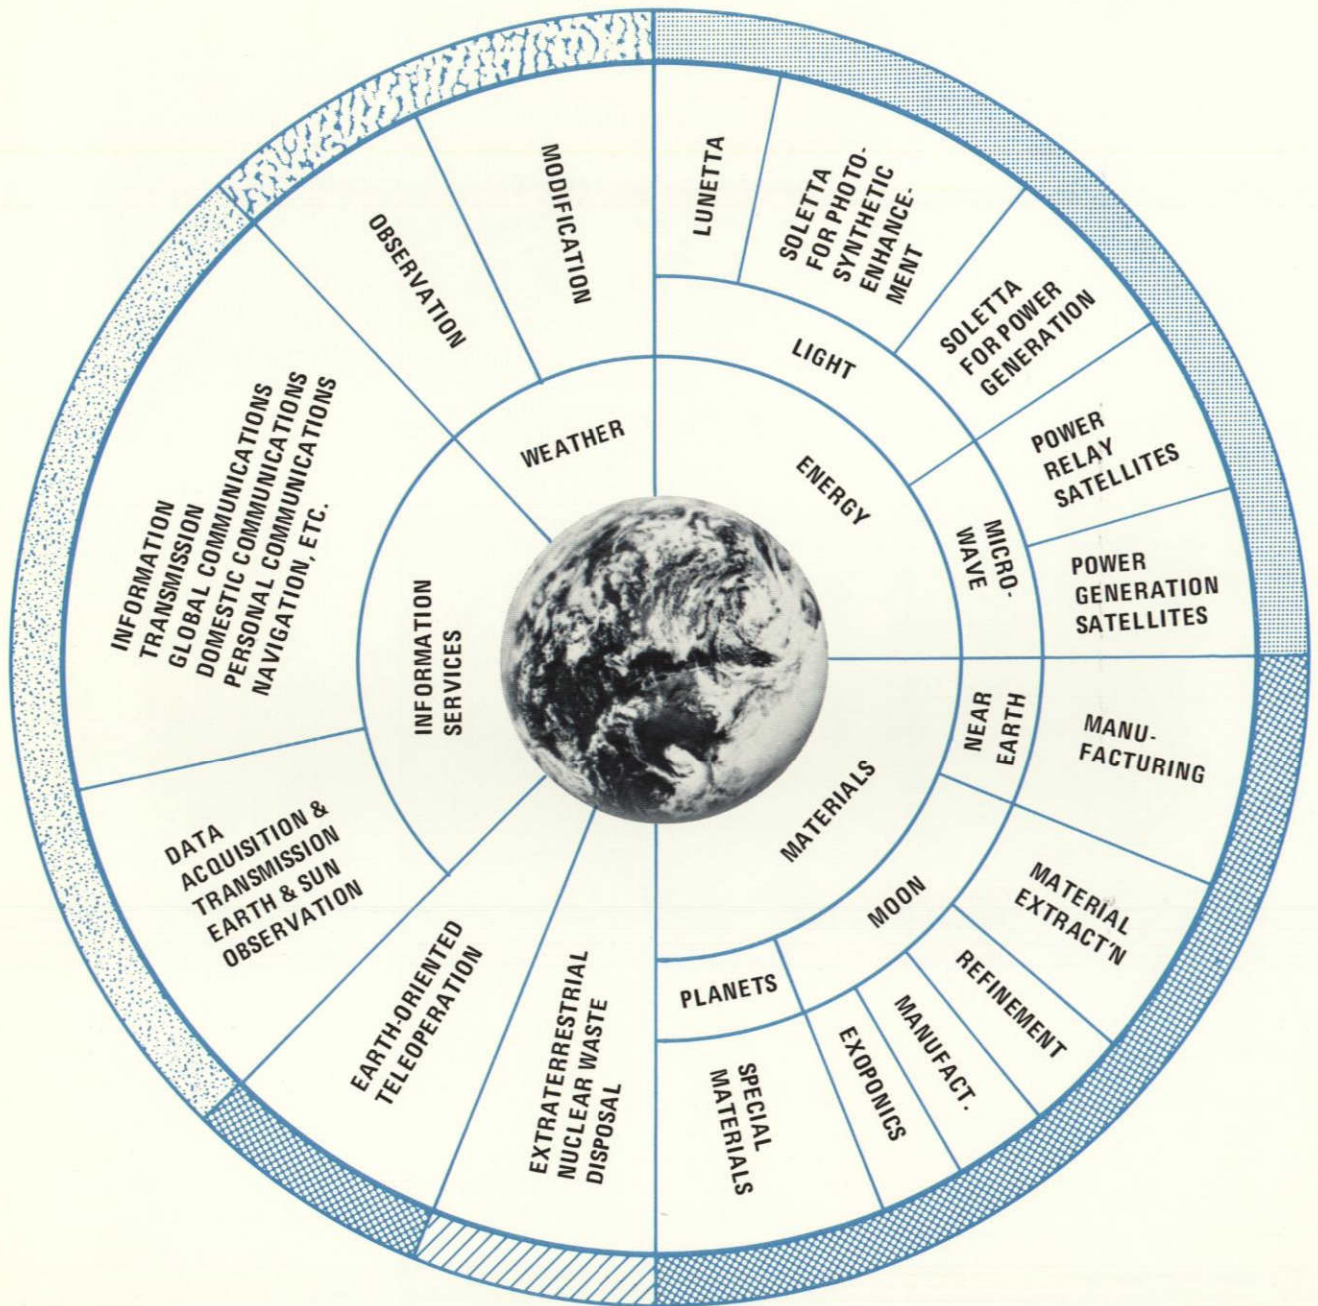 LUNETTA
SOLETTA
FOR PHOTO-
SYNTHETIC
ENHANCE-
MENT
SOLETTA
FOR POWER
GENERATION
LIGHT
ENERGY
POWER
RELAY
SATELLITES
MICRO-
WAVE
POWER
GENERATION
SATELLITES
NEAR
EARTH
MANU-
FACTURING
MATERIALS
MOON
MATERIAL
EXTRACT'N
REFINEMENT
MANUFACT.
EXOPONICS
PLANETS
SPECIAL
MATERIALS
EXTRATERRESTRIAL
NUCLEAR WASTE
DISPOSAL
EARTH-ORIENTED
TELEOPERATION
DATA
ACQUISITION &
TRANSMISSION
EARTH & SUN
OBSERVATION
INFORMATION
SERVICES
INFORMATION
TRANSMISSION
GLOBAL COMMUNICATIONS
DOMESTIC COMMUNICATIONS
PERSONAL COMMUNICATIONS
NAVIGATION, ETC.
WEATHER
OBSERVATION
MODIFICATION